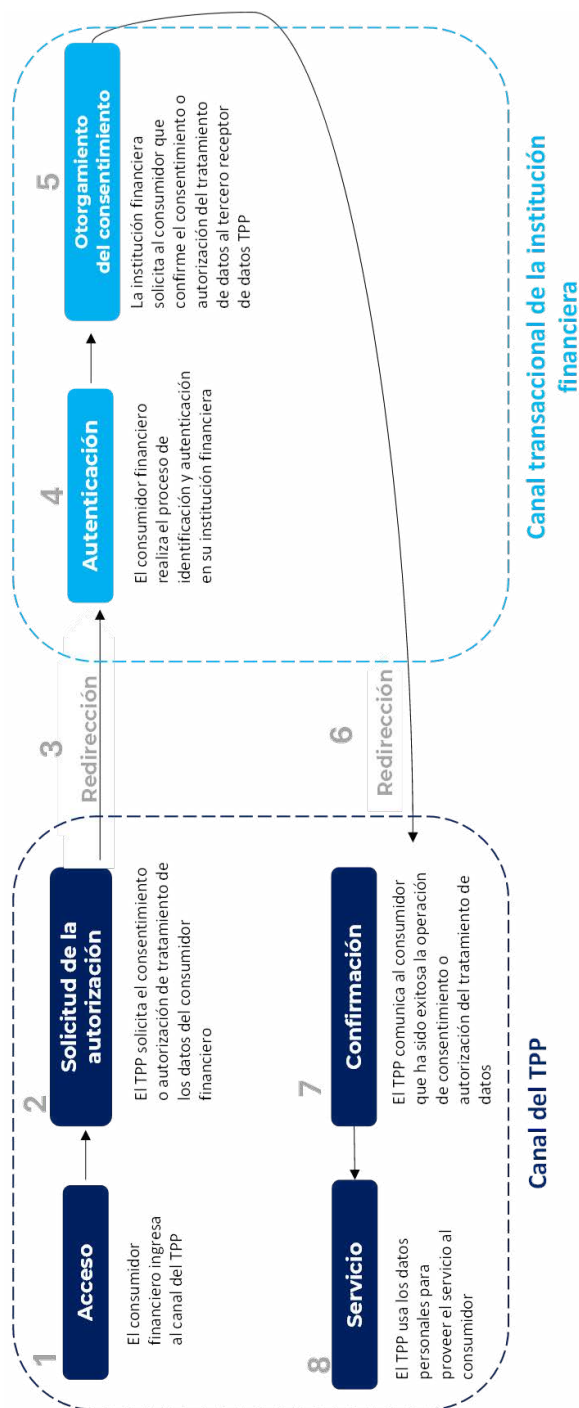 1
Acceso
El consumidor
financiero ingresa
al canal del TPP
2
Solicitud de la
autorización
El TPP solicita el consentimiento
o autorización de tratamiento de
los datos del consumidor
financiero
3
Redirección
4
Autenticación
El consumidor financiero
realiza el proceso de
identificación y autenticación
en su institución financiera
5
Otorgamiento
del consentimiento
La institución financiera
solicita al consumidor que
confirme el consentimiento o
autorización del tratamiento
de datos al tercero receptor
de datos TPP
6
Redirección
7
Confirmación
El TPP comunica al consumidor
que ha sido exitosa la operación
de consentimiento o
autorización del tratamiento de
datos
8
Servicio
El TPP usa los datos
personales para
proveer el servicio al
consumidor
Canal del TPP
Canal transaccional de la institución
financiera